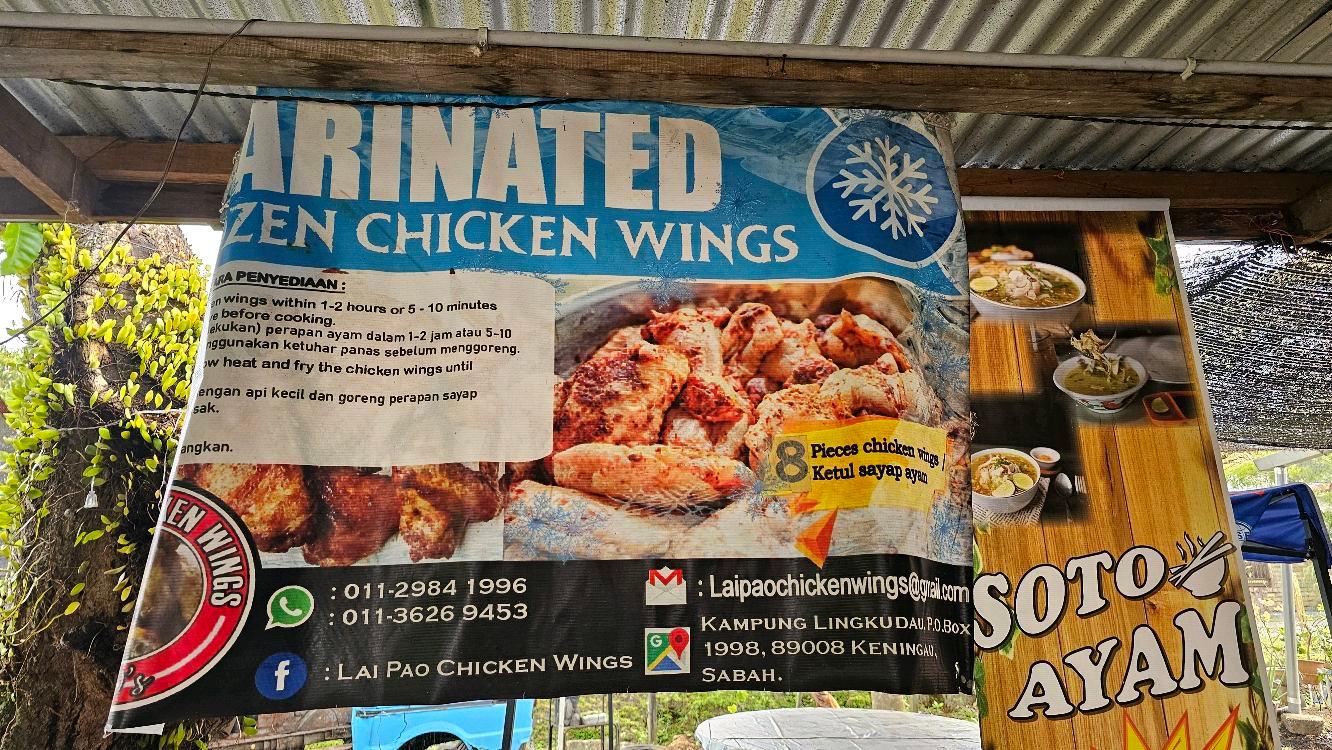 ARINATED
ZEN CHICKEN WINGS
ARA PENYEDIAAN :
en wings within 1-2 hours or 5 - 10 minutes
e before cooking.
ekukan) perapan ayam dalam 1-2 jam atau 5-10
nggunakan ketuhar panas sebelum menggoreng.
ow heat and fry the chicken wings until
engan api kecil dan goreng perapan sayap
sak.
angkan.
8 Pieces chicken wings /
Ketul sayap ayam
EN WINGS
: 011-2984 1996
: 011-3626 9453
: LAI PAO CHICKEN WINGS
: Laipaochickenwings@gmail.com
KAMPUNG LINGKUDAU, P.O.Box
1998, 89008 KENINGAU,
SABAH.
SOTO
AYAM